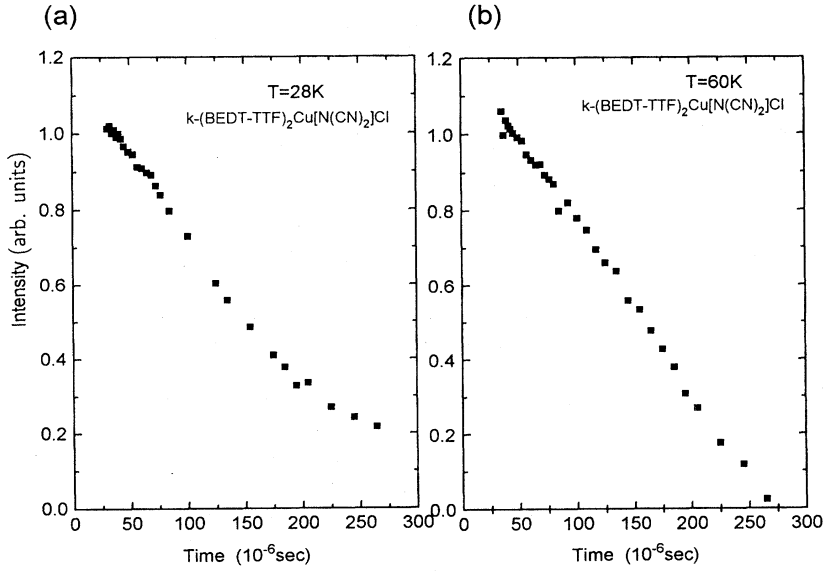 (a)
T=28K
k-(BEDT-TTF)₂Cu[N(CN)₂]Cl
1.2
1.0
0.8
0.6
0.4
0.2
0.0
Intensity (arb. units)
0 50 100 150 200 250 300
Time (10⁻⁶sec)
(b)
T=60K
k-(BEDT-TTF)₂Cu[N(CN)₂]Cl
1.2
1.0
0.8
0.6
0.4
0.2
0.0
0 50 100 150 200 250 300
Time (10⁻⁶sec)